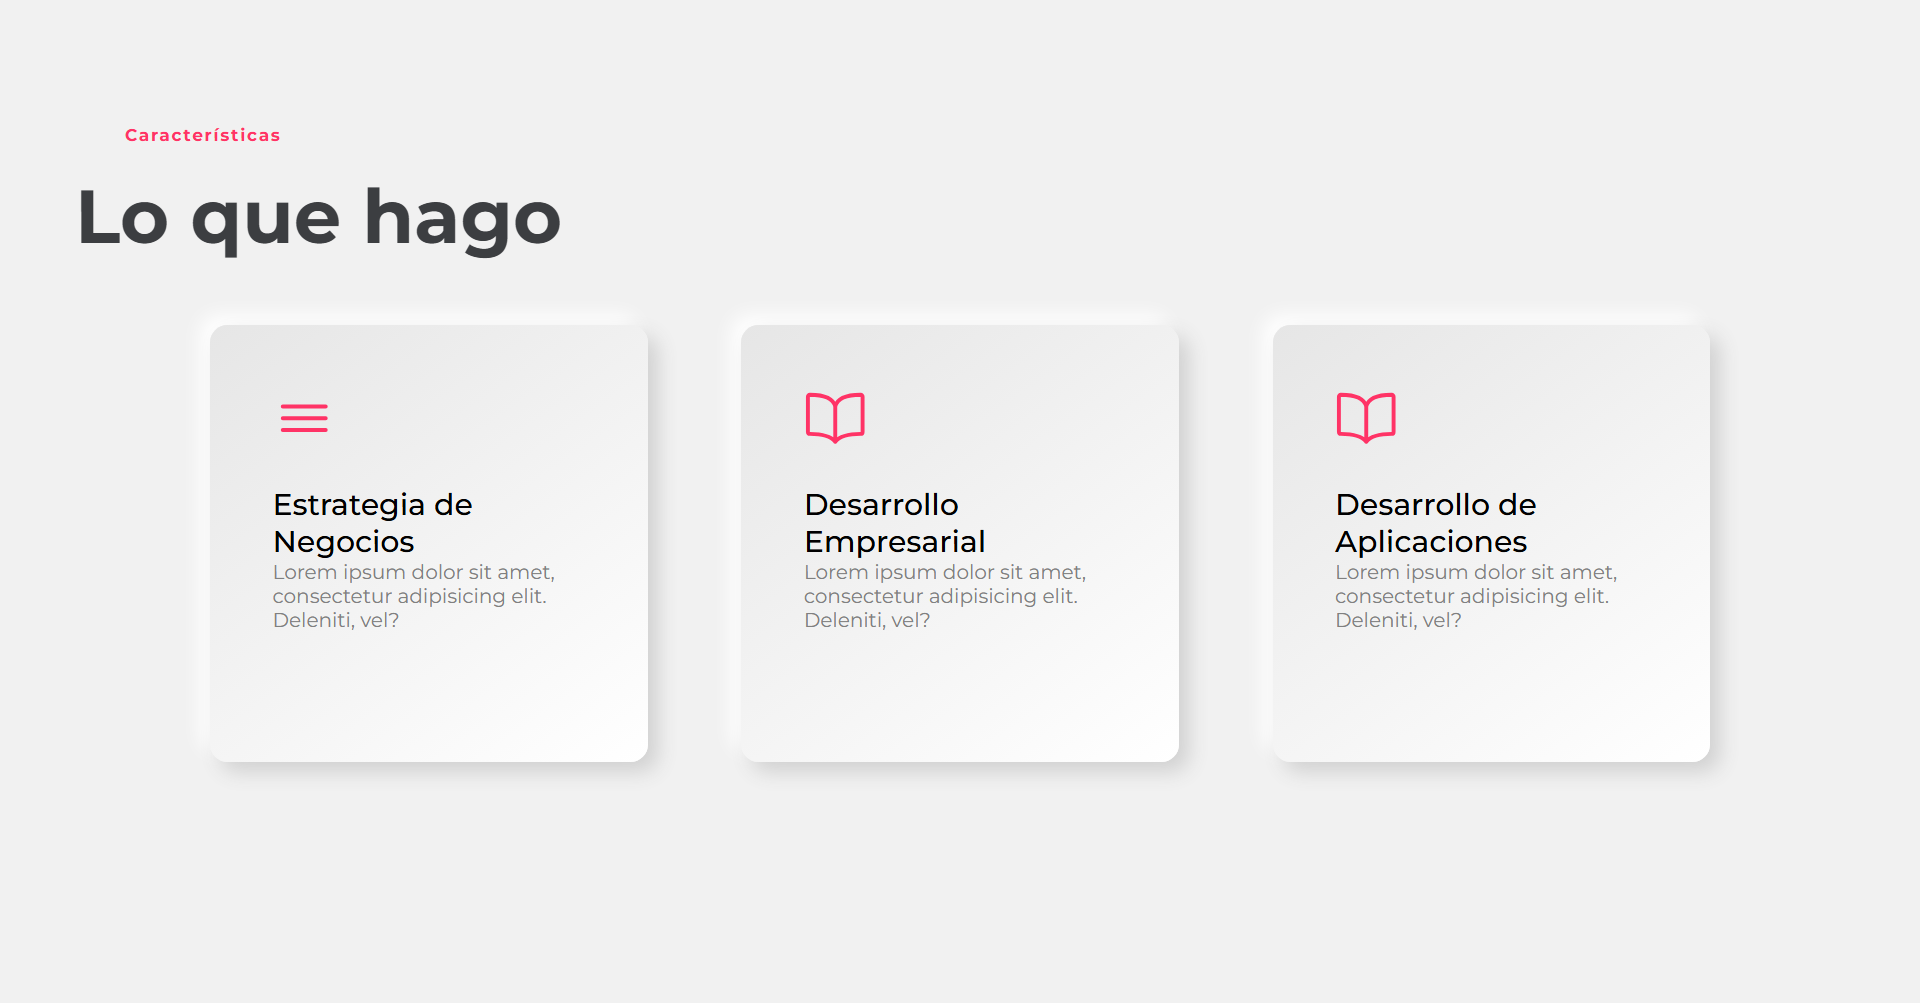 Características
Lo que hago
Estrategia de
Negocios
Lorem ipsum dolor sit amet,
consectetur adipisicing elit.
Deleniti, vel?
Desarrollo
Empresarial
Lorem ipsum dolor sit amet,
consectetur adipisicing elit.
Deleniti, vel?
Desarrollo de
Aplicaciones
Lorem ipsum dolor sit amet,
consectetur adipisicing elit.
Deleniti, vel?